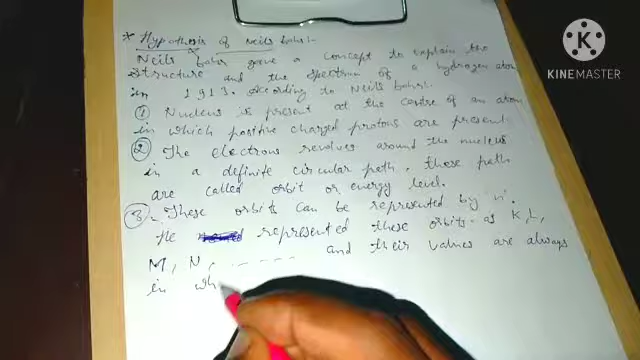 * Hypothesis of Neils bohr:-
Neils bohr gave a concept to explain the
structure and the spectrum of a hydrogen atom
in 1913. According to Neils bohr:
① Nucleus is present at the centre of an atom
in which positive charged protons are present.
② The electrons revolves around the nucleus
in a definite circular path, these path
are called orbit or energy level.
③ These orbits can be represented by 'n'.
He represented these orbits as K, L,
M, N, ------ and their values are always
in wh
K
KINEMASTER